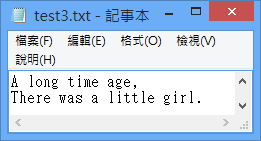 test3.txt - 記事本
檔案(F) 編輯(E) 格式(O) 檢視(V)
說明(H)
A long time age,
There was a little girl.